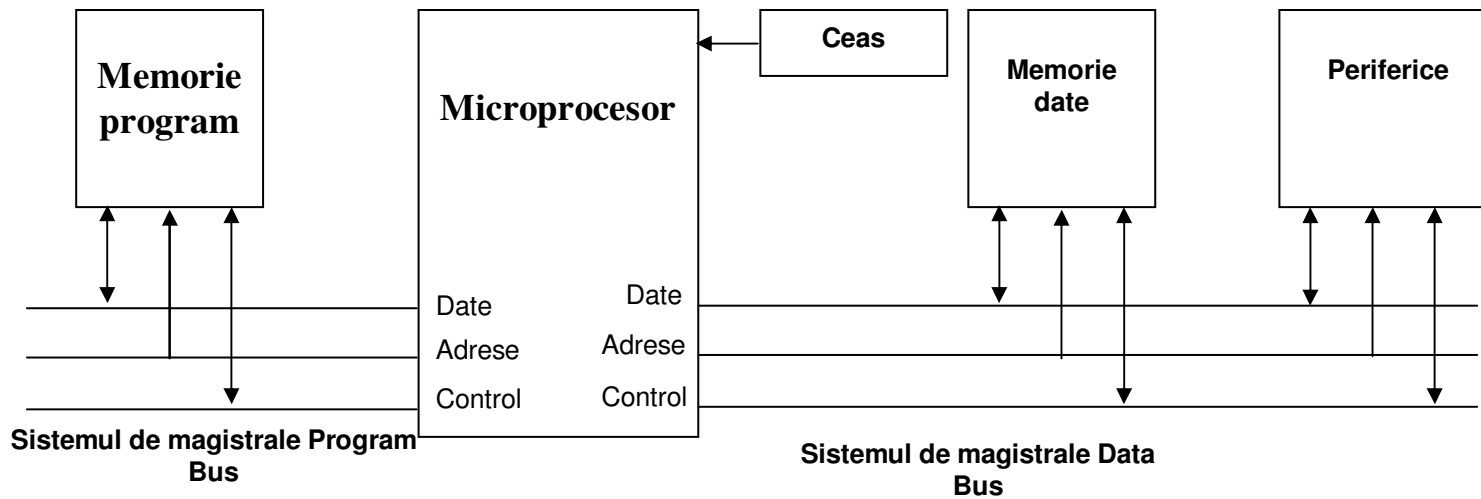 Memorie
program
Microprocesor
Ceas
Memorie
date
Periferice
Date
Adrese
Control
Date
Adrese
Control
Sistemul de magistrale Program
Bus
Sistemul de magistrale Data
Bus